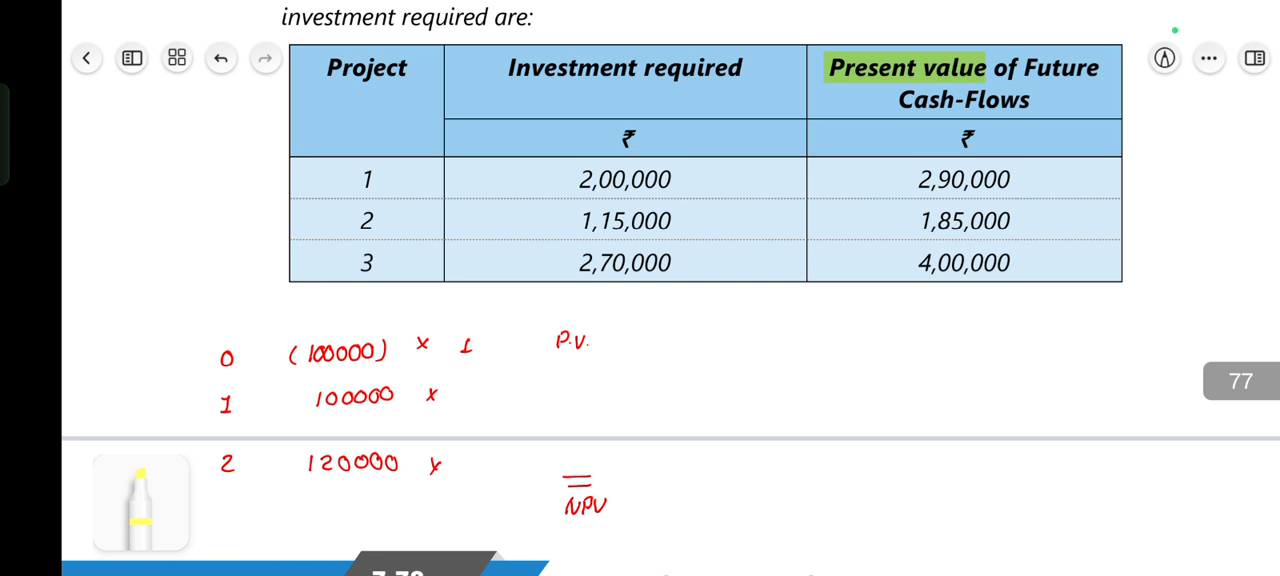 investment required are:
Project Investment required Present value of Future Cash-Flows
₹ ₹
1 2,00,000 2,90,000
2 1,15,000 1,85,000
3 2,70,000 4,00,000
0 (100000) × 1 P.V.
1 100000 ×
77
2 120000 ×
NPV